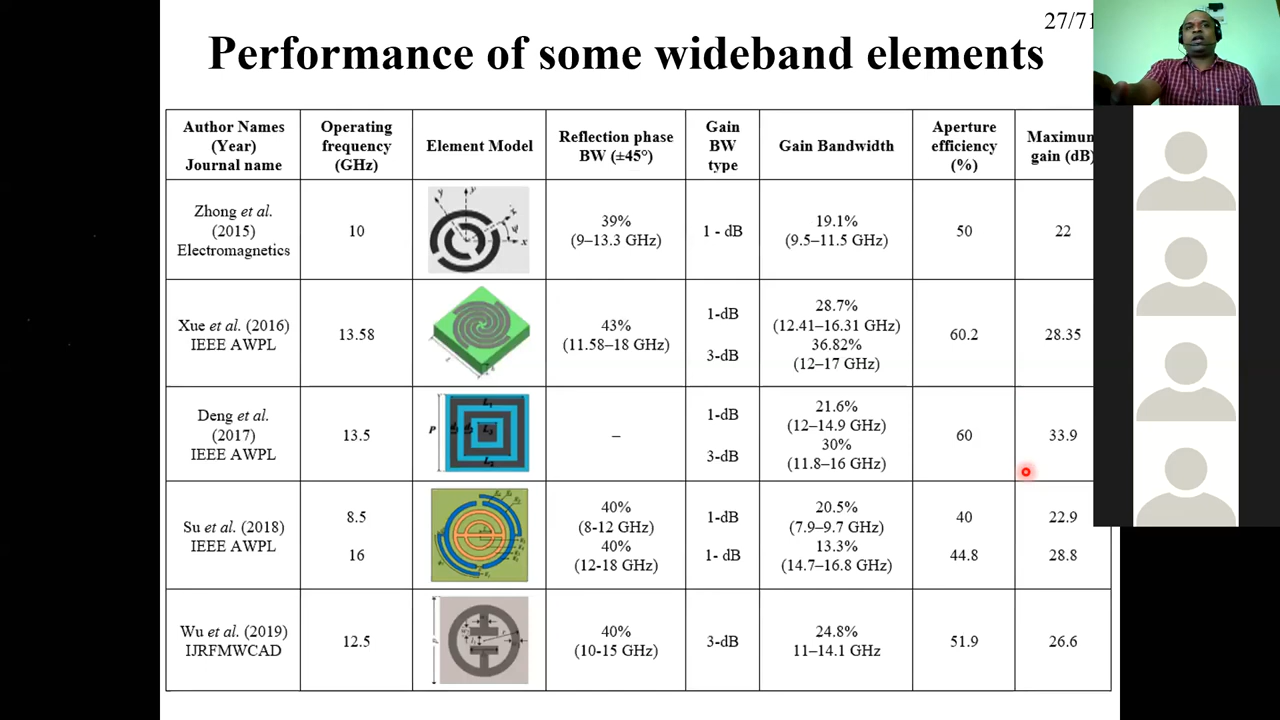 27/71
Performance of some wideband elements
Author Names
(Year)
Journal name
Operating
frequency
(GHz)
Element Model
Reflection phase
BW (±45°)
Gain
BW
type
Gain Bandwidth
Aperture
efficiency
(%)
Maximum
gain (dB)
Zhong et al.
(2015)
Electromagnetics
10
39%
(9–13.3 GHz)
1 - dB
19.1%
(9.5–11.5 GHz)
50
22
Xue et al. (2016)
IEEE AWPL
13.58
43%
(11.58–18 GHz)
1-dB
3-dB
28.7%
(12.41–16.31 GHz)
36.82%
(12–17 GHz)
60.2
28.35
Deng et al.
(2017)
IEEE AWPL
13.5
P
L1
L3
L2
–
1-dB
3-dB
21.6%
(12–14.9 GHz)
30%
(11.8–16 GHz)
60
33.9
Su et al. (2018)
IEEE AWPL
8.5
16
40%
(8-12 GHz)
40%
(12-18 GHz)
1-dB
1- dB
20.5%
(7.9–9.7 GHz)
13.3%
(14.7–16.8 GHz)
40
44.8
22.9
28.8
Wu et al. (2019)
IJRFMWCAD
12.5
40%
(10-15 GHz)
3-dB
24.8%
11–14.1 GHz
51.9
26.6